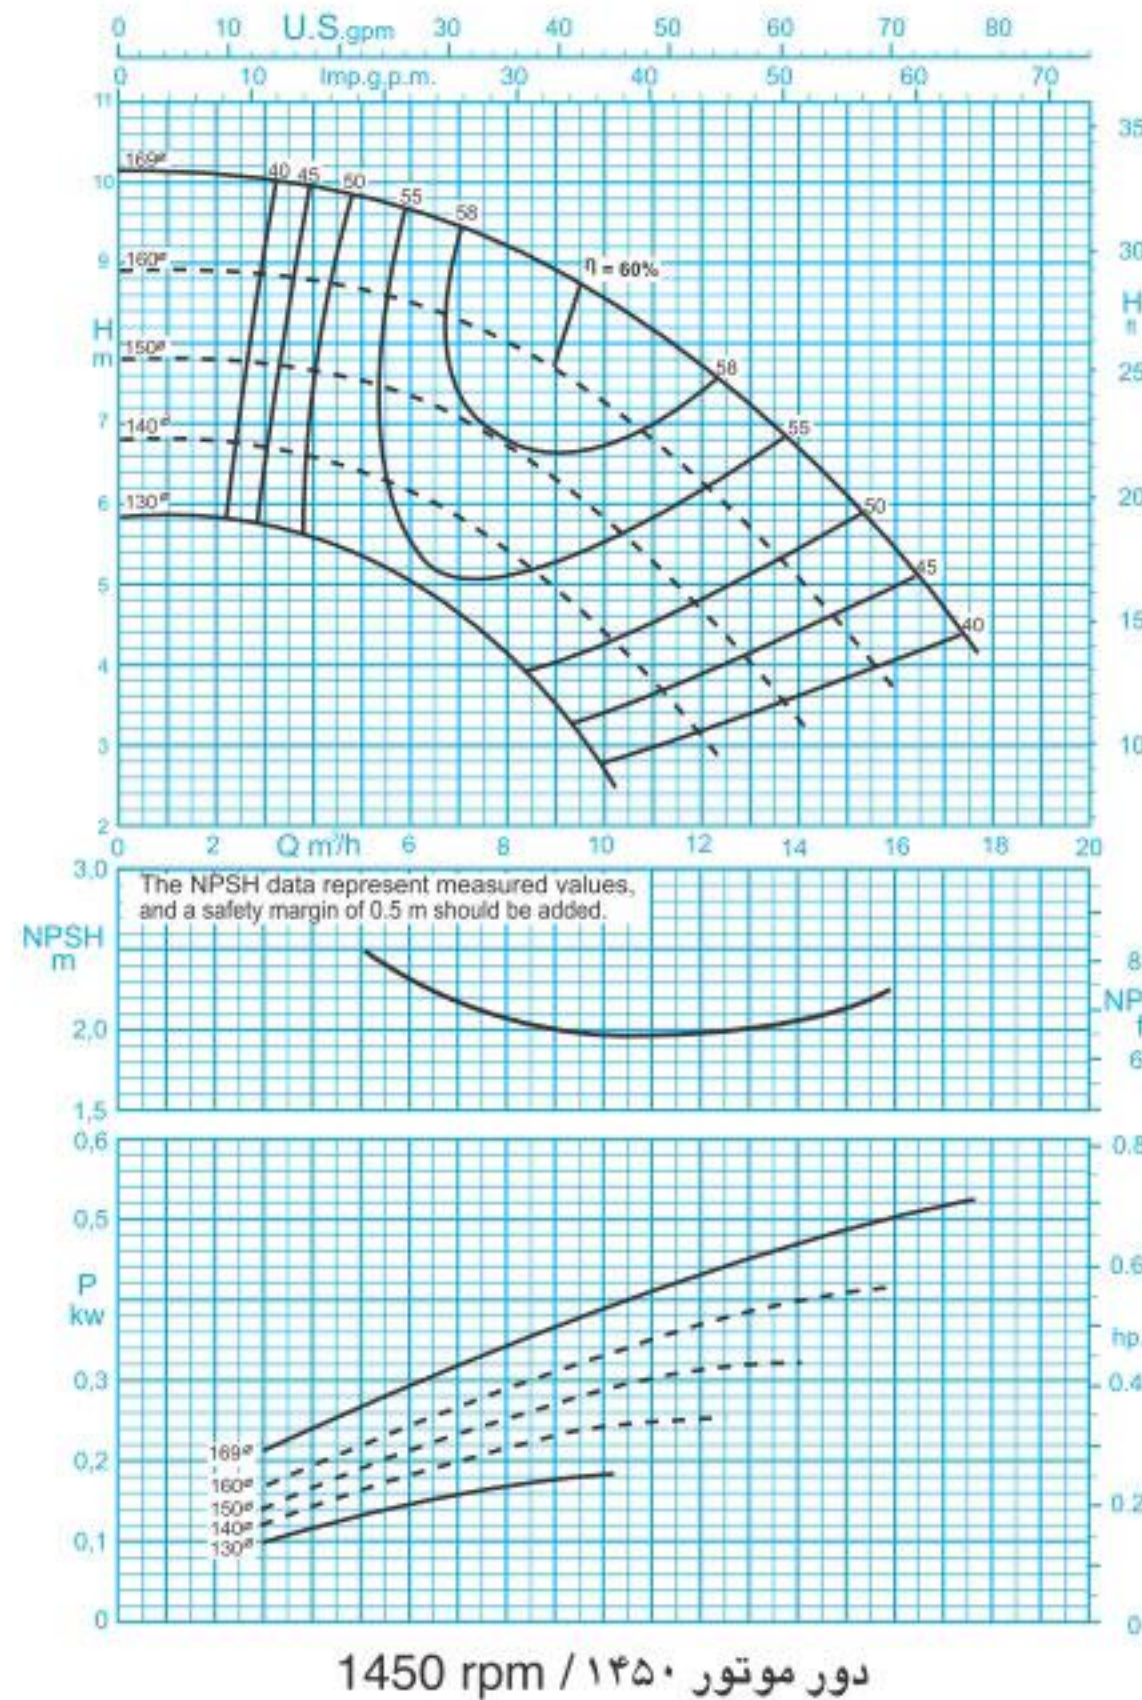 0 10 U.S.gpm 30 40 50 60 70 80
0 10 Imp.g.p.m. 30 40 50 60 70
11
169ø 40 45 50 55 58
10
35
160ø
9
η = 60%
30
H
m
H
ft
150ø
58
25
7
140ø
55
6
130ø
50
20
5
45
40
15
4
3
10
2
0 2 Q m³/h 6 8 10 12 14 16 18 20
3,0
The NPSH data represent measured values,
and a safety margin of 0.5 m should be added.
NPSH
m
8
NP
f
2,0
6
1,5
0,6
0.8
0,5
P
kw
0.6
hp.
0,3
0.4
0,2
169ø
160ø
150ø
140ø
130ø
0.2
0,1
0
0
1450 rpm / دور موتور ۱۴۵۰